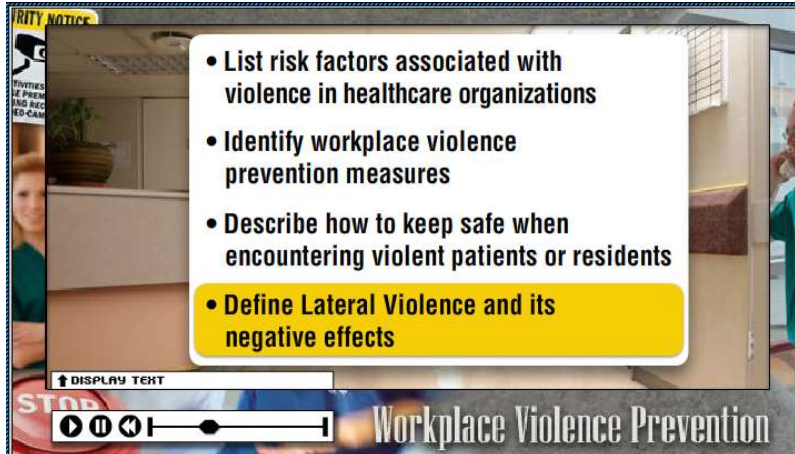 URITY NOTICE
• List risk factors associated with
violence in healthcare organizations
• Identify workplace violence
prevention measures
• Describe how to keep safe when
encountering violent patients or residents
• Define Lateral Violence and its
negative effects
DISPLAY TEXT
STOP
Workplace Violence Prevention